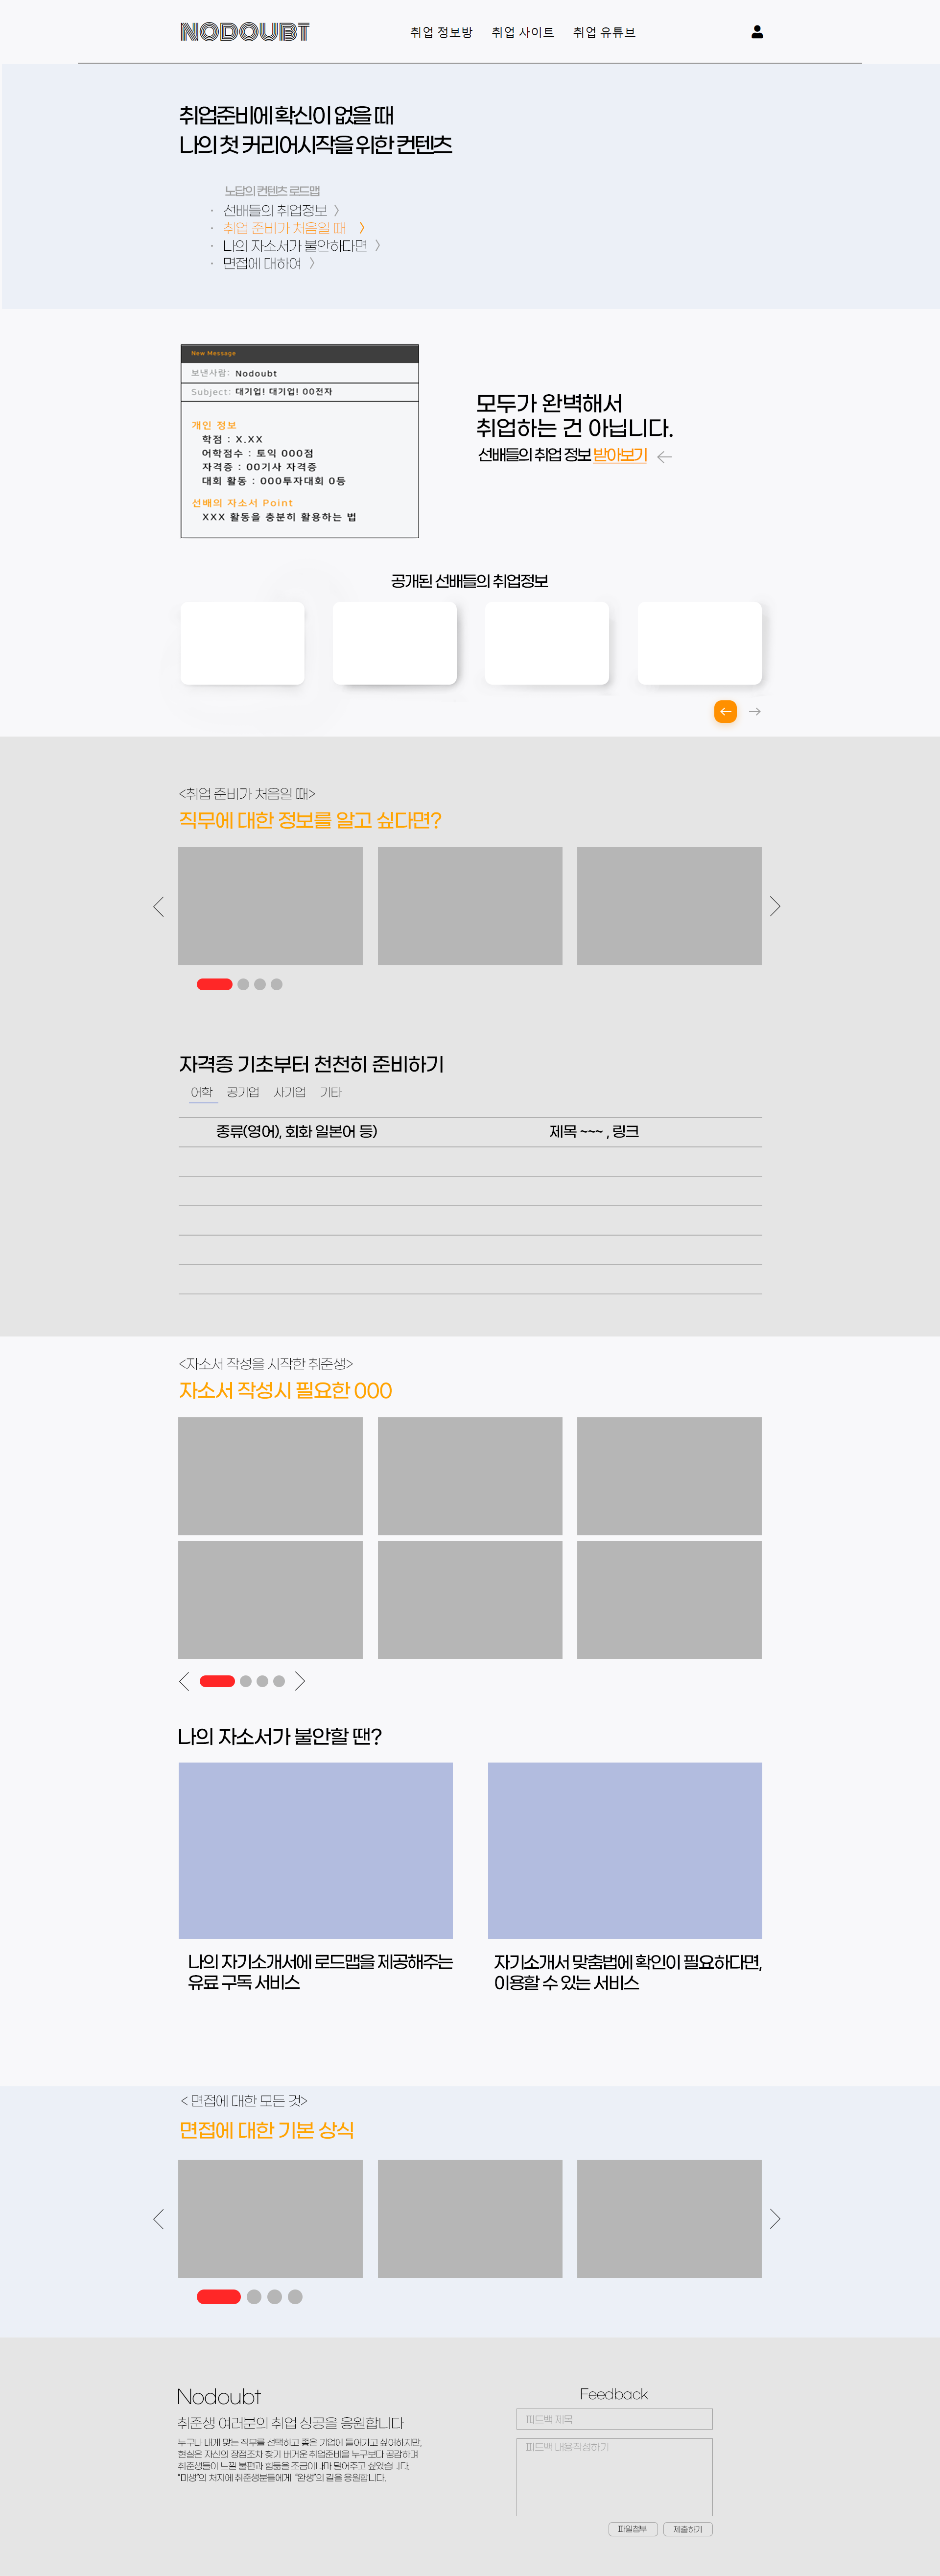 NODOUBT
취업 정보방 취업 사이트 취업 유튜브
취업준비에 확신이 없을 때
나의 첫 커리어시작을 위한 컨텐츠
노답의 컨텐츠 로드맵
· 선배들의 취업정보 >
· 취업 준비가 처음일 때 >
· 나의 자소서가 불안하다면 >
· 면접에 대하여 >
New Message
보낸사람: Nodoubt
Subject: 대기업! 대기업! 00전자
개인 정보
학점 : X.XX
어학점수 : 토익 000점
자격증 : 00기사 자격증
대회 활동 : 000투자대회 0등
선배의 자소서 Point
XXX 활동을 충분히 활용하는 법
모두가 완벽해서
취업하는 건 아닙니다.
선배들의 취업 정보 받아보기 ←
공개된 선배들의 취업정보
<취업 준비가 처음일 때>
직무에 대한 정보를 알고 싶다면?
자격증 기초부터 천천히 준비하기
어학 공기업 사기업 기타
종류(영어), 회화 일본어 등) 제목 ~~~ , 링크
<자소서 작성을 시작한 취준생>
자소서 작성시 필요한 000
나의 자소서가 불안할 땐?
나의 자기소개서에 로드맵을 제공해주는
유료 구독 서비스
자기소개서 맞춤법에 확인이 필요하다면,
이용할 수 있는 서비스
< 면접에 대한 모든 것>
면접에 대한 기본 상식
Nodoubt
취준생 여러분의 취업 성공을 응원합니다
누구나 내게 맞는 직무를 선택하고 좋은 기업에 들어가고 싶어하지만,
현실은 자신의 장점조차 찾기 버거운 취업준비을 누구보다 공감하며
취준생들이 느낄 불편과 힘듦을 조금이나마 덜어주고 싶었습니다.
"미생"의 처지에 취준생분들에게 "완생"의 길을 응원합니다.
Feedback
피드백 제목
피드백 내용작성하기
파일첨부 제출하기